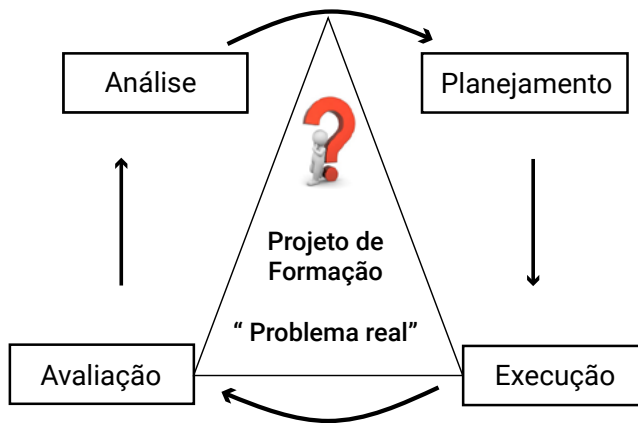 Análise
Planejamento
Projeto de
Formação
“ Problema real”
Avaliação
Execução